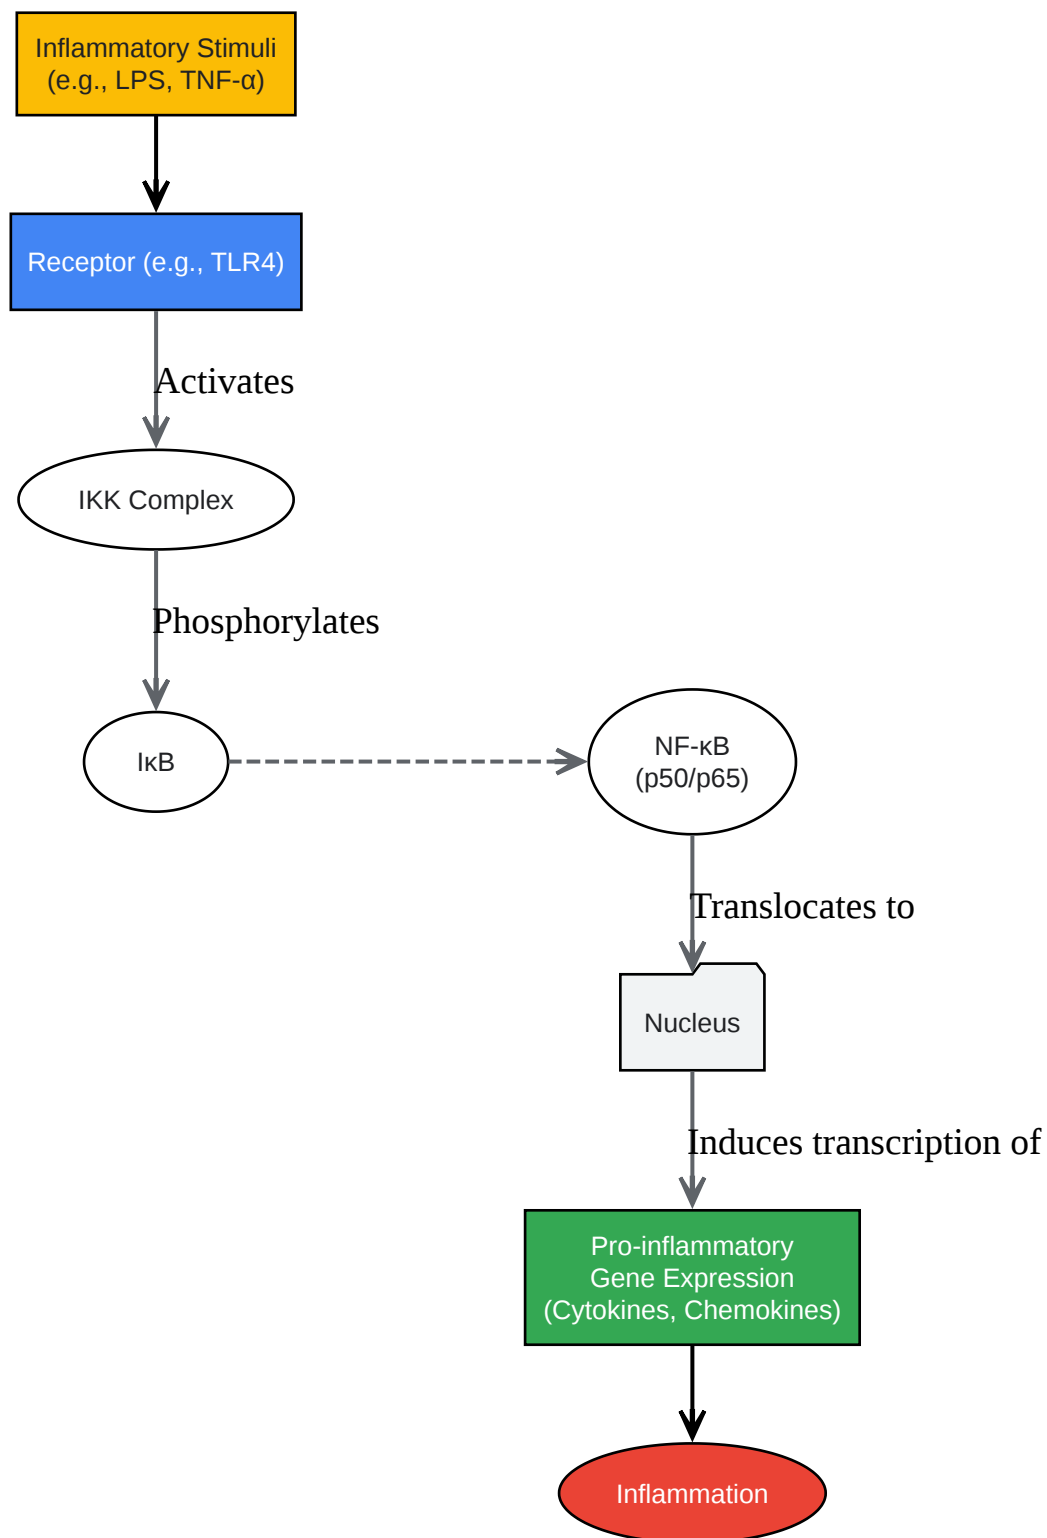 Inflammatory Stimuli
(e.g., LPS, TNF-α)
Receptor (e.g., TLR4)
Activates
IKK Complex
Phosphorylates
IκB
NF-κB
(p50/p65)
Translocates to
Nucleus
Induces transcription of
Pro-inflammatory
Gene Expression
(Cytokines, Chemokines)
Inflammation